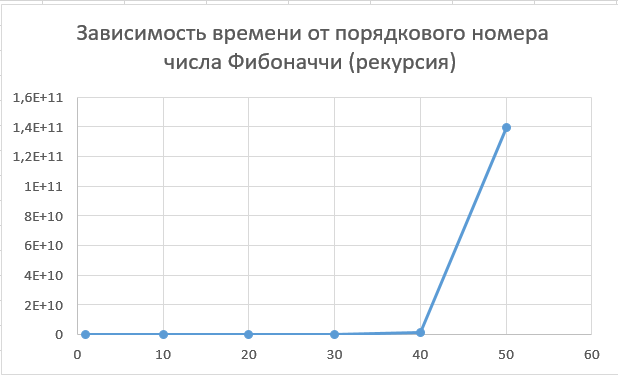 Зависимость времени от порядкового номера
числа Фибоначчи (рекурсия)
1,6E+11
1,4E+11
1,2E+11
1E+11
8E+10
6E+10
4E+10
2E+10
0
0 10 20 30 40 50 60